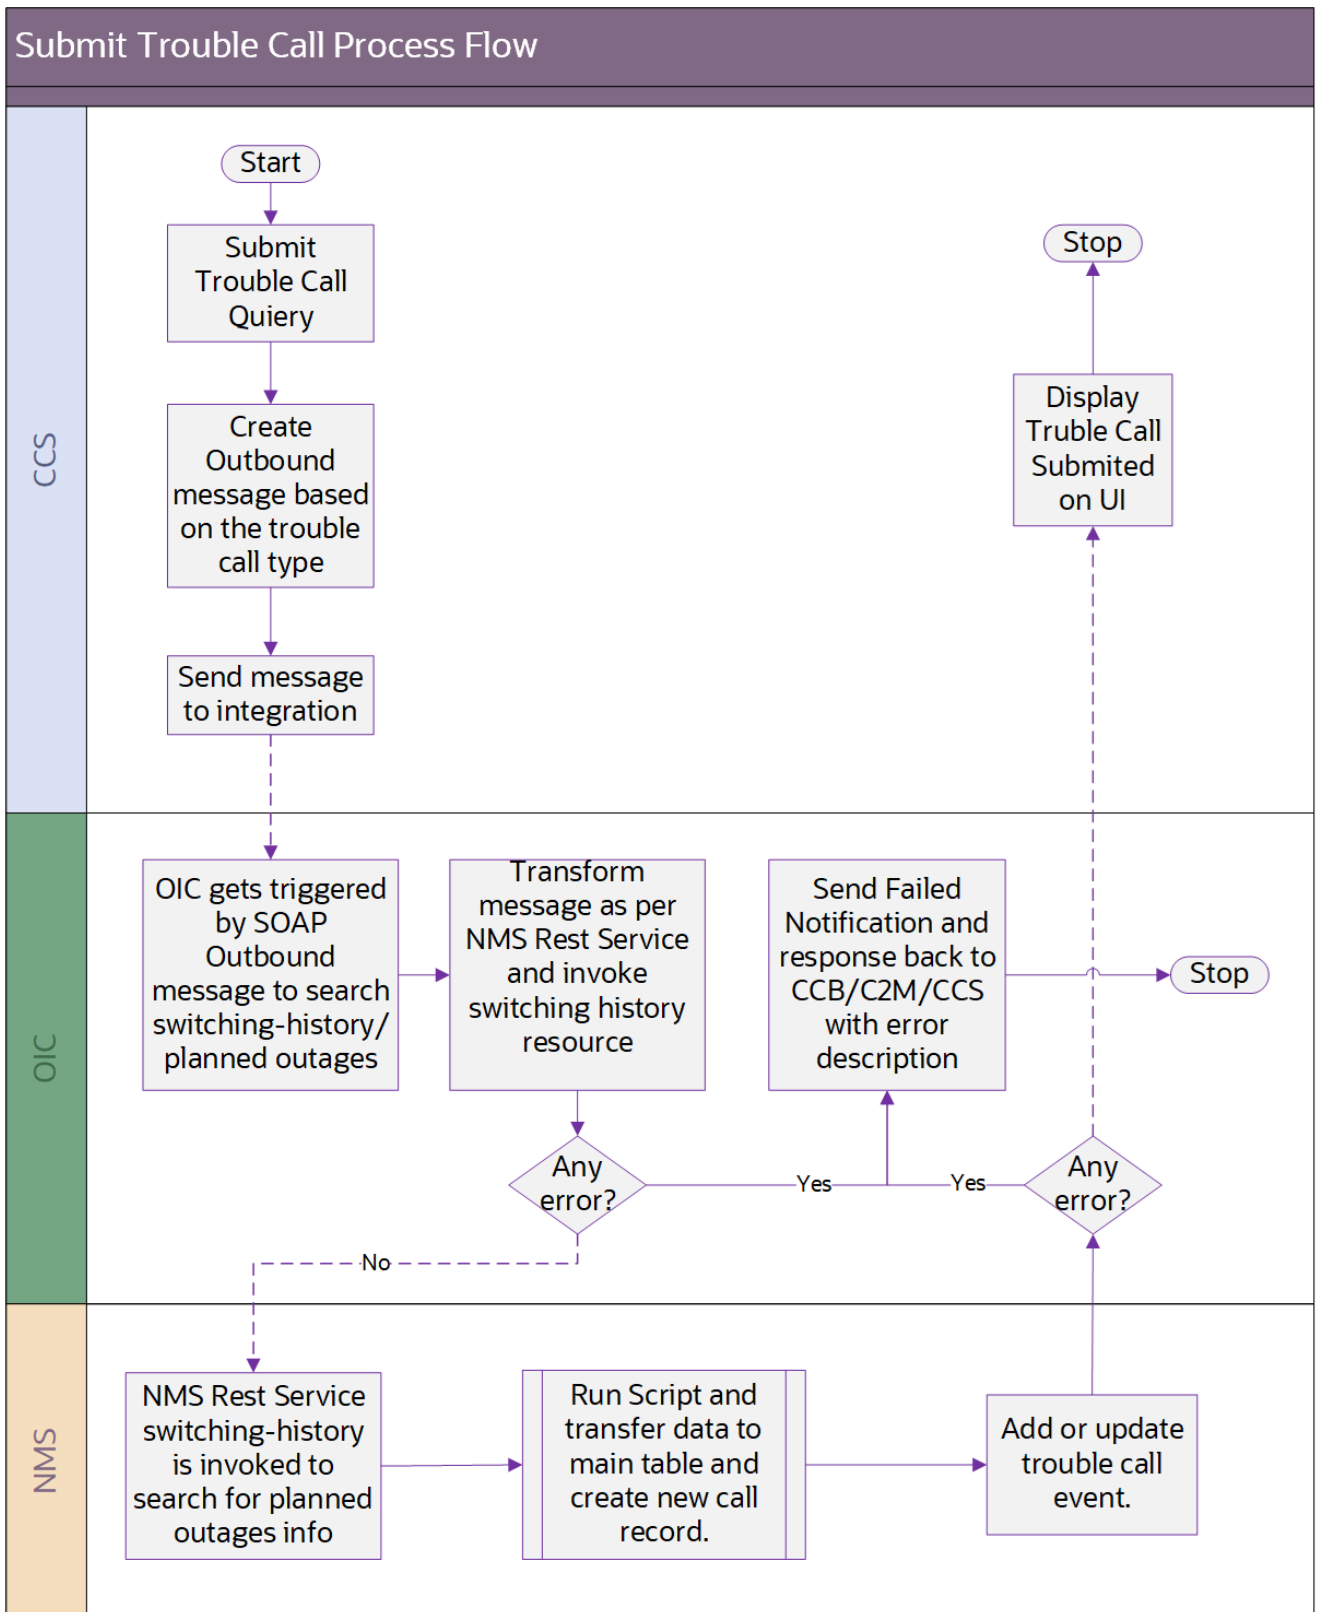 Submit Trouble Call Process Flow
CCS
Start
Submit
Trouble Call
Quiery
Create
Outbound
message based
on the trouble
call type
Send message
to integration
Stop
Display
Truble Call
Submited
on UI
OIC
OIC gets triggered
by SOAP
Outbound
message to search
switching-history/
planned outages
Transform
message as per
NMS Rest Service
and invoke
switching history
resource
Send Failed
Notification and
response back to
CCB/C2M/CCS
with error
description
Stop
Any
error?
Yes
Yes
Any
error?
No
NMS
NMS Rest Service
switching-history
is invoked to
search for planned
outages info
Run Script and
transfer data to
main table and
create new call
record.
Add or update
trouble call
event.